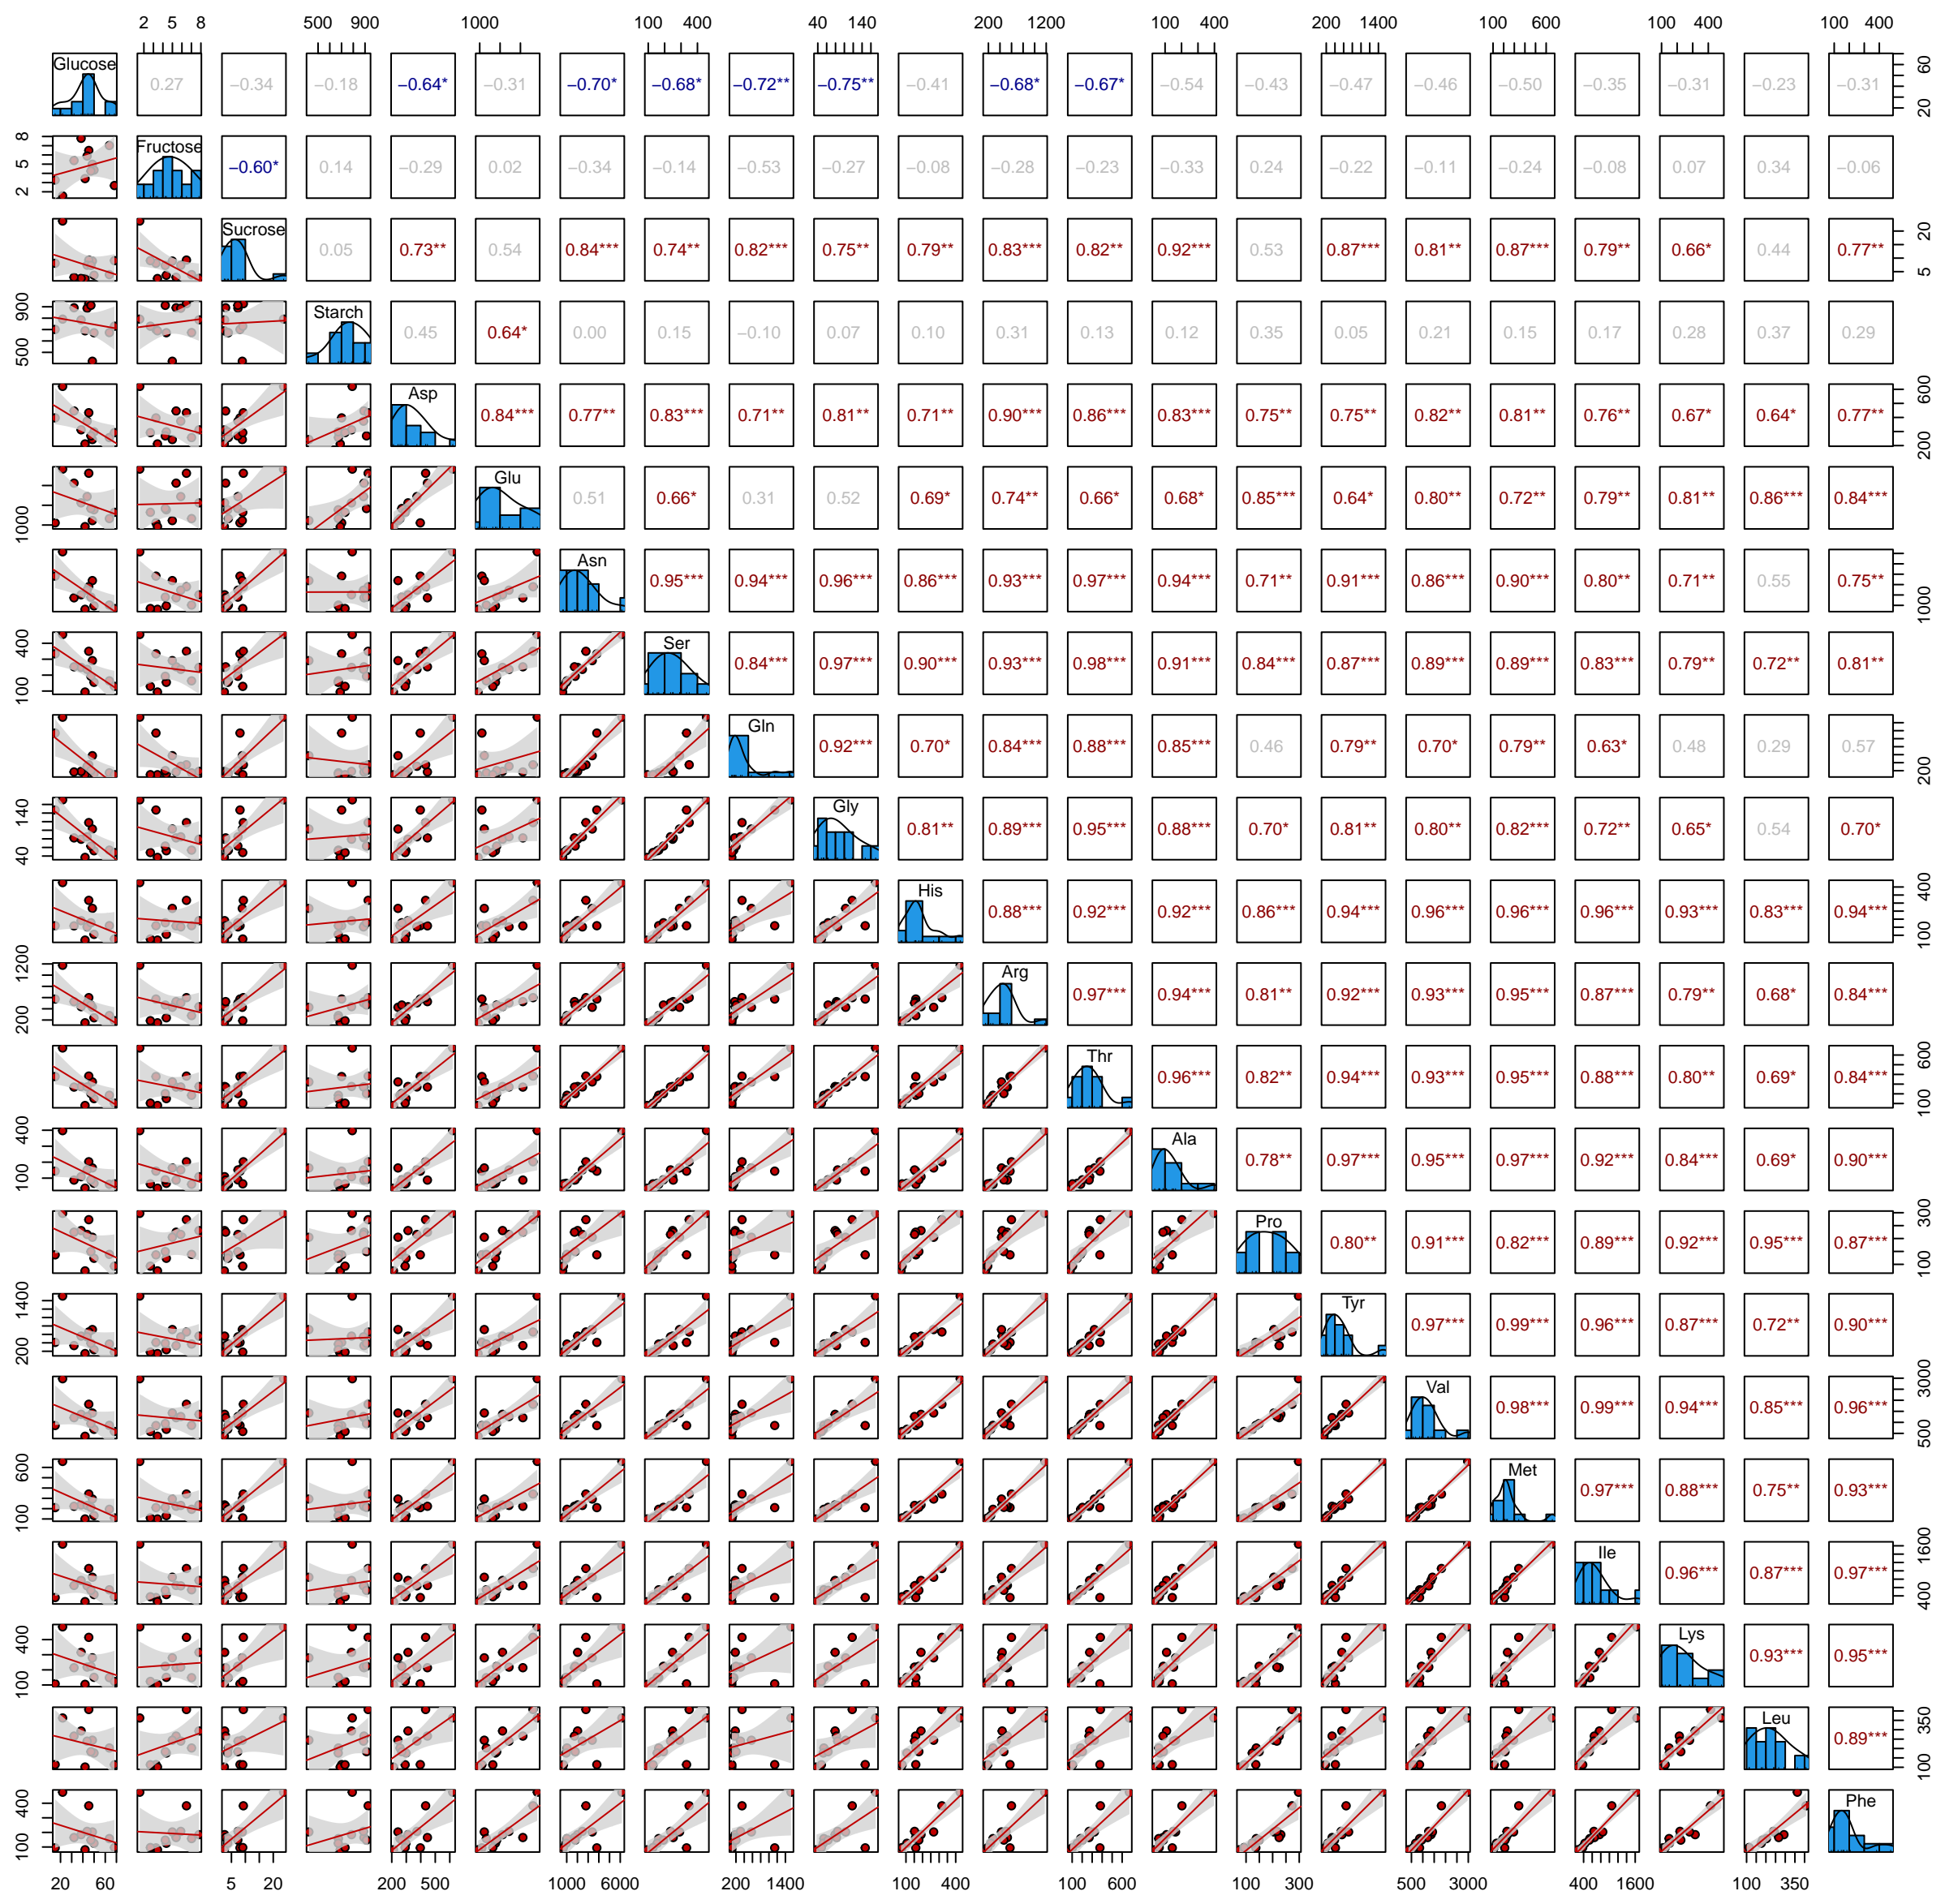 2 5 8 500 900 1000 100 400 40 140 200 1200 100 400 200 1400 100 600 100 400 100 400
Glucose 0.27 −0.34 −0.18 −0.64* −0.31 −0.70* −0.68* −0.72** −0.75** −0.41 −0.68* −0.67* −0.54 −0.43 −0.47 −0.46 −0.50 −0.35 −0.31 −0.23 −0.31 20 60
2 5 8 Fructose −0.60* 0.14 −0.29 0.02 −0.34 −0.14 −0.53 −0.27 −0.08 −0.28 −0.23 −0.33 0.24 −0.22 −0.11 −0.24 −0.08 0.07 0.34 −0.06
Sucrose 0.05 0.73** 0.54 0.84*** 0.74** 0.82*** 0.75** 0.79** 0.83*** 0.82** 0.92*** 0.53 0.87*** 0.81** 0.87*** 0.79** 0.66* 0.44 0.77** 5 20
500 900 Starch 0.45 0.64* 0.00 0.15 −0.10 0.07 0.10 0.31 0.13 0.12 0.35 0.05 0.21 0.15 0.17 0.28 0.37 0.29
Asp 0.84*** 0.77** 0.83*** 0.71** 0.81** 0.71** 0.90*** 0.86*** 0.83*** 0.75** 0.75** 0.82** 0.81** 0.76** 0.67* 0.64* 0.77** 200 600
1000 Glu 0.51 0.66* 0.31 0.52 0.69* 0.74** 0.66* 0.68* 0.85*** 0.64* 0.80** 0.72** 0.79** 0.81** 0.86*** 0.84***
Asn 0.95*** 0.94*** 0.96*** 0.86*** 0.93*** 0.97*** 0.94*** 0.71** 0.91*** 0.86*** 0.90*** 0.80** 0.71** 0.55 0.75** 1000
100 400 Ser 0.84*** 0.97*** 0.90*** 0.93*** 0.98*** 0.91*** 0.84*** 0.87*** 0.89*** 0.89*** 0.83*** 0.79** 0.72** 0.81**
Gln 0.92*** 0.70* 0.84*** 0.88*** 0.85*** 0.46 0.79** 0.70* 0.79** 0.63* 0.48 0.29 0.57 200
40 140 Gly 0.81** 0.89*** 0.95*** 0.88*** 0.70* 0.81** 0.80** 0.82*** 0.72** 0.65* 0.54 0.70*
His 0.88*** 0.92*** 0.92*** 0.86*** 0.94*** 0.96*** 0.96*** 0.96*** 0.93*** 0.83*** 0.94*** 100 400
200 1200 Arg 0.97*** 0.94*** 0.81** 0.92*** 0.93*** 0.95*** 0.87*** 0.79** 0.68* 0.84***
Thr 0.96*** 0.82** 0.94*** 0.93*** 0.95*** 0.88*** 0.80** 0.69* 0.84*** 100 600
100 400 Ala 0.78** 0.97*** 0.95*** 0.97*** 0.92*** 0.84*** 0.69* 0.90***
Pro 0.80** 0.91*** 0.82*** 0.89*** 0.92*** 0.95*** 0.87*** 100 300
200 1400 Tyr 0.97*** 0.99*** 0.96*** 0.87*** 0.72** 0.90***
Val 0.98*** 0.99*** 0.94*** 0.85*** 0.96*** 500 3000
100 600 Met 0.97*** 0.88*** 0.75** 0.93***
Ile 0.96*** 0.87*** 0.97*** 400 1600
100 400 Lys 0.93*** 0.95***
Leu 0.89*** 100 350
100 400 Phe
20 60 5 20 200 500 1000 6000 200 1400 100 400 100 600 100 300 500 3000 400 1600 100 350